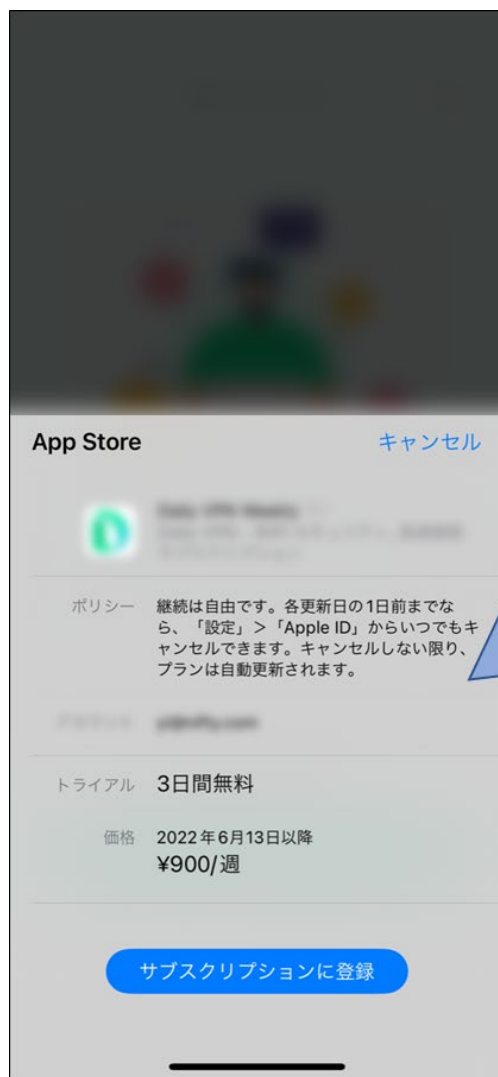 App Store
キャンセル
ポリシー
継続は自由です。各更新日の1日前までな
ら、「設定」＞「Apple ID」からいつでもキ
ャンセルできます。キャンセルしない限り、
プランは自動更新されます。
トライアル
3日間無料
価格
2022年6月13日以降
¥900/週
サブスクリプションに登録